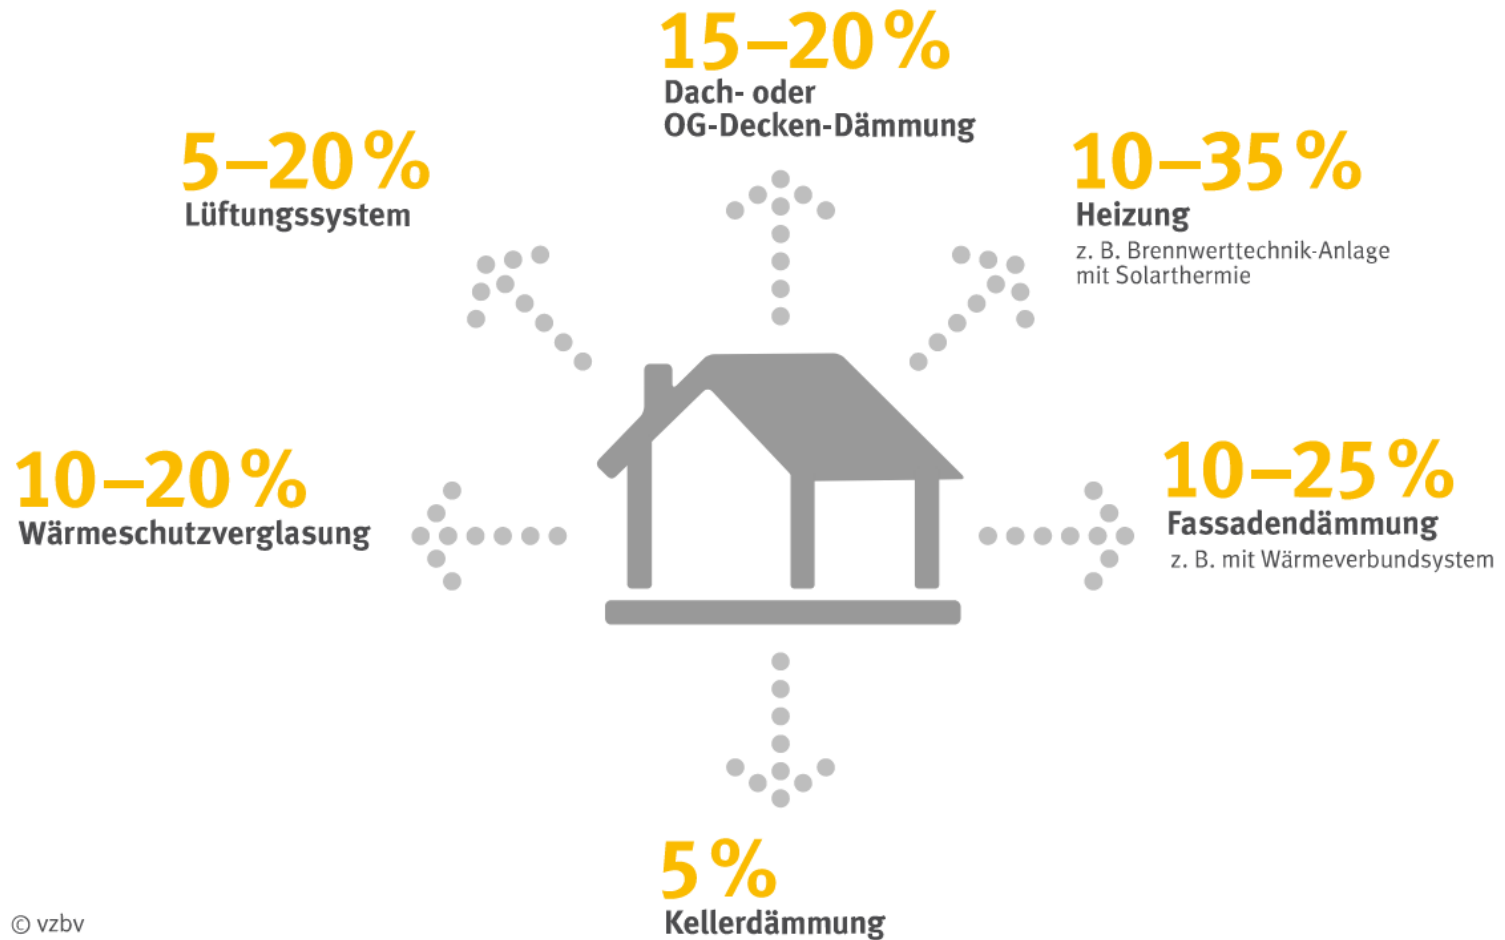 15–20 %
Dach- oder
OG-Decken-Dämmung
5–20 %
Lüftungssystem
10–35 %
Heizung
z. B. Brennwerttechnik-Anlage
mit Solarthermie
10–20 %
Wärmeschutzverglasung
10–25 %
Fassadendämmung
z. B. mit Wärmeverbundsystem
5 %
Kellerdämmung
© vzbv